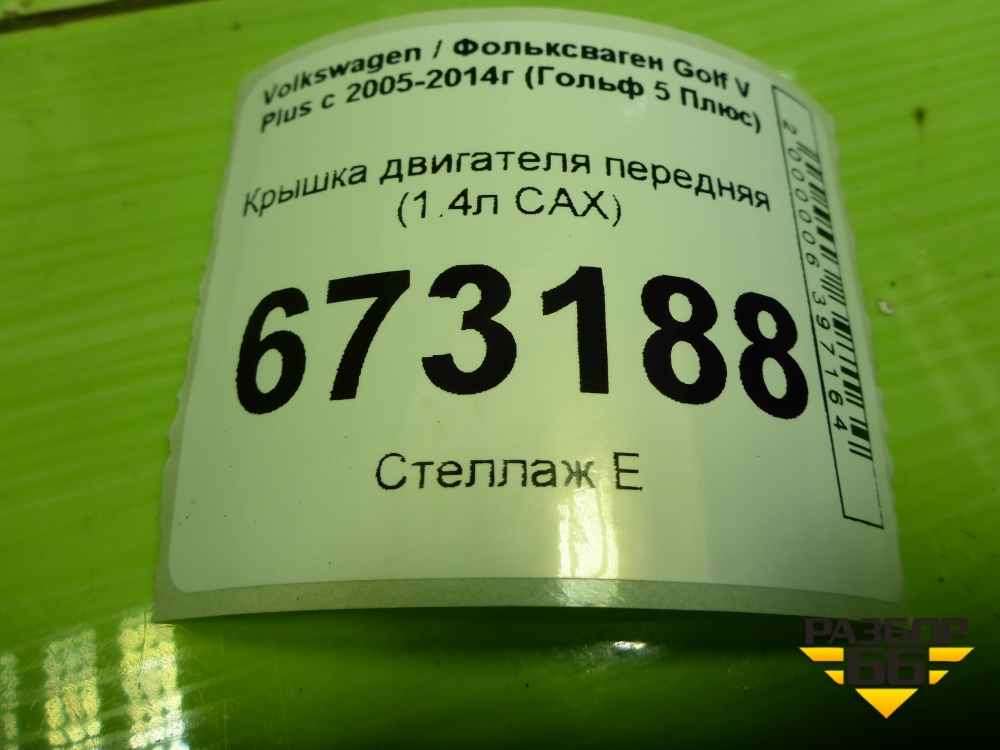 Volkswagen / Фольксваген Golf V
Plus с 2005-2014г (Гольф 5 Плюс)
Крышка двигателя передняя
(1.4л CAX)
673188
Стеллаж Е
2000006397164
РАЗБОР
66